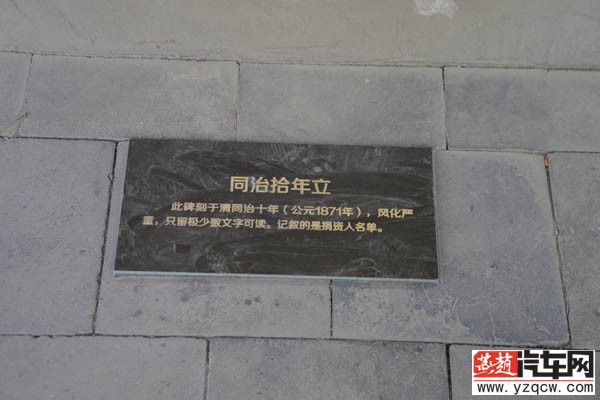 同治拾年立
此碑刻于清同治十年（公元1871年），风化严
重，只留极少数文字可读。记叙的是捐资人名单。
燕赵汽车网
www.yzqcw.com